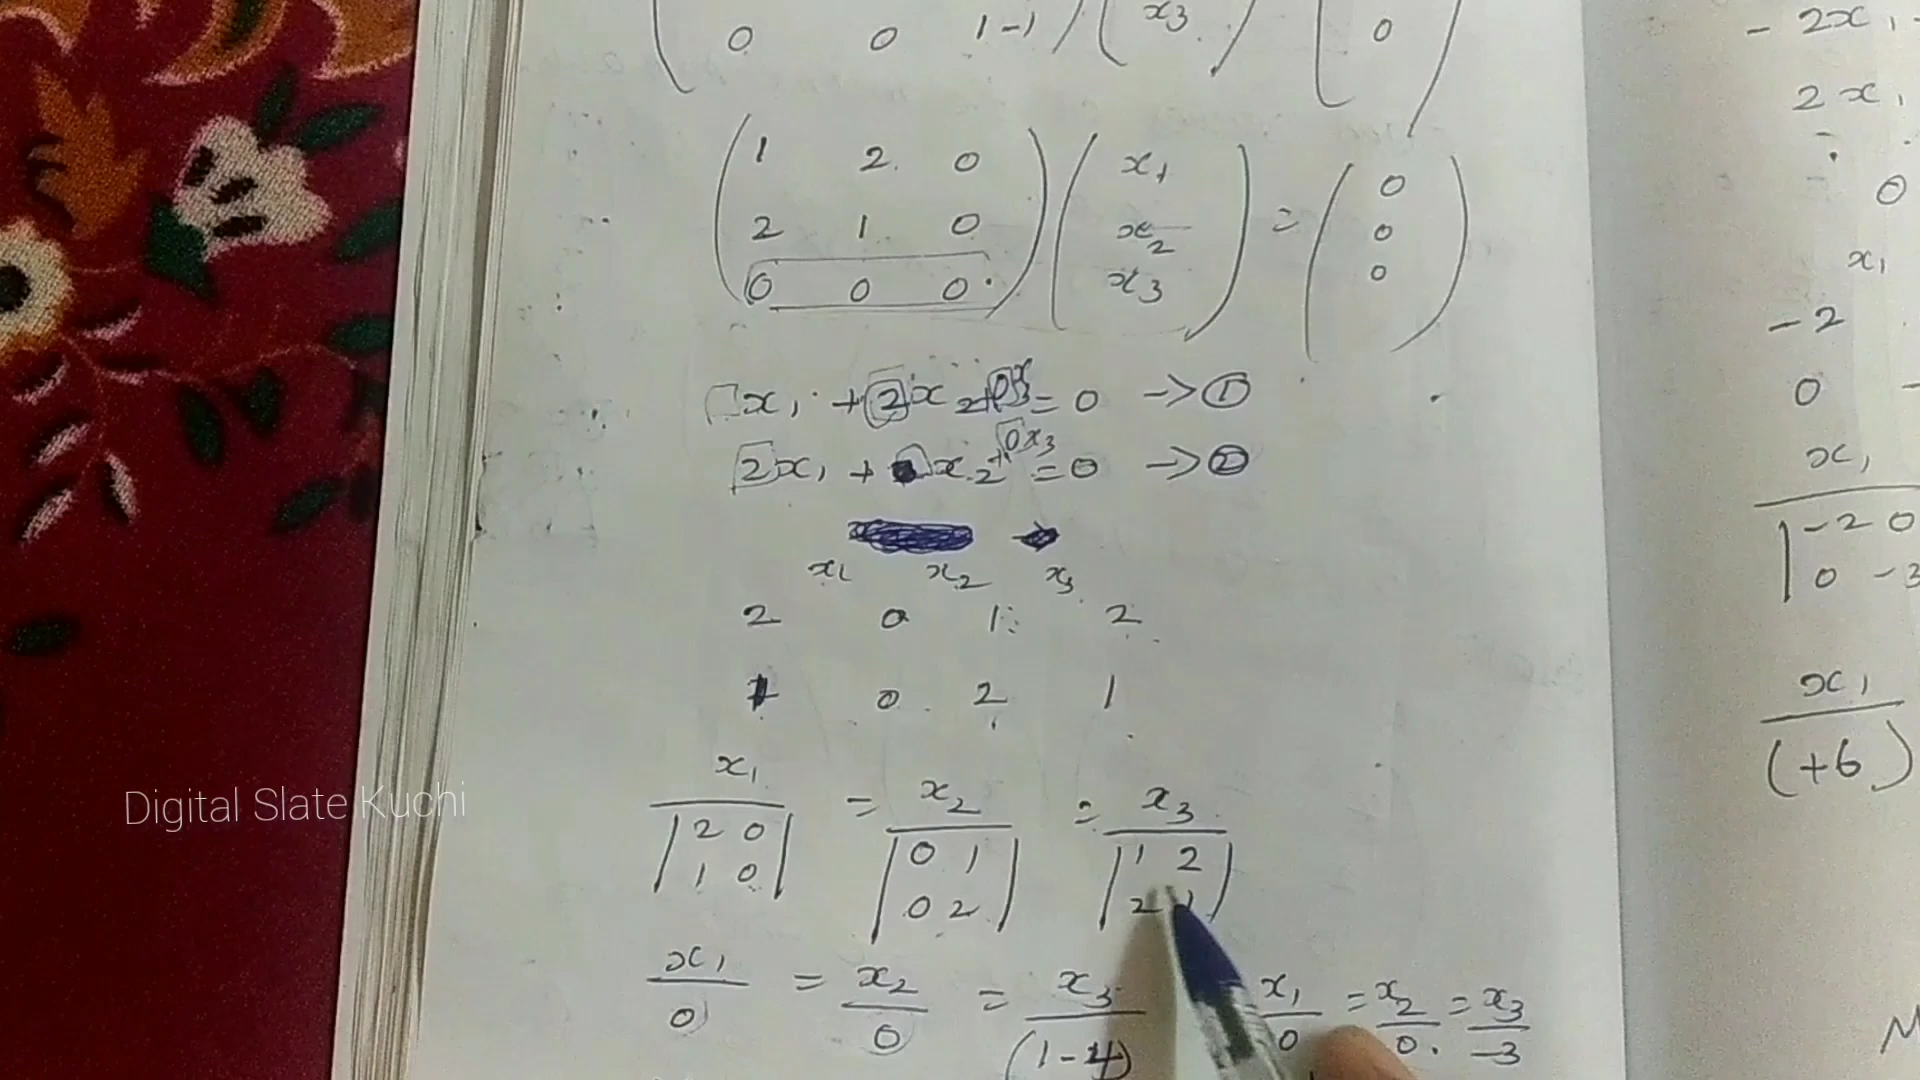 0 0 1-1 ) ( x3 ) ( 0
( 1 2 0 ) ( x1 ) ( 0 )
( 2 1 0 ) ( x2 ) = ( 0 )
( 0 0 0 ) ( x3 ) ( 0 )
x1 + 2x2 + 0x3 = 0 → ①
2x1 + x2 + 0x3 = 0 → ②
x1 x2 x3
2 0 1 2
1 0 2 1
x1 = x2 = x3
|2 0| |0 1| |1 2|
|1 0| |0 2| |2 1|
x1 = x2 = x3 x1 = x2 = x3
0 0 (1-4) 0 0 -3
Digital Slate Kuchi
- 2x1
2x1
0
x1
-2
0 -
x1
|-2 0
|0 -3
x1
(+6)